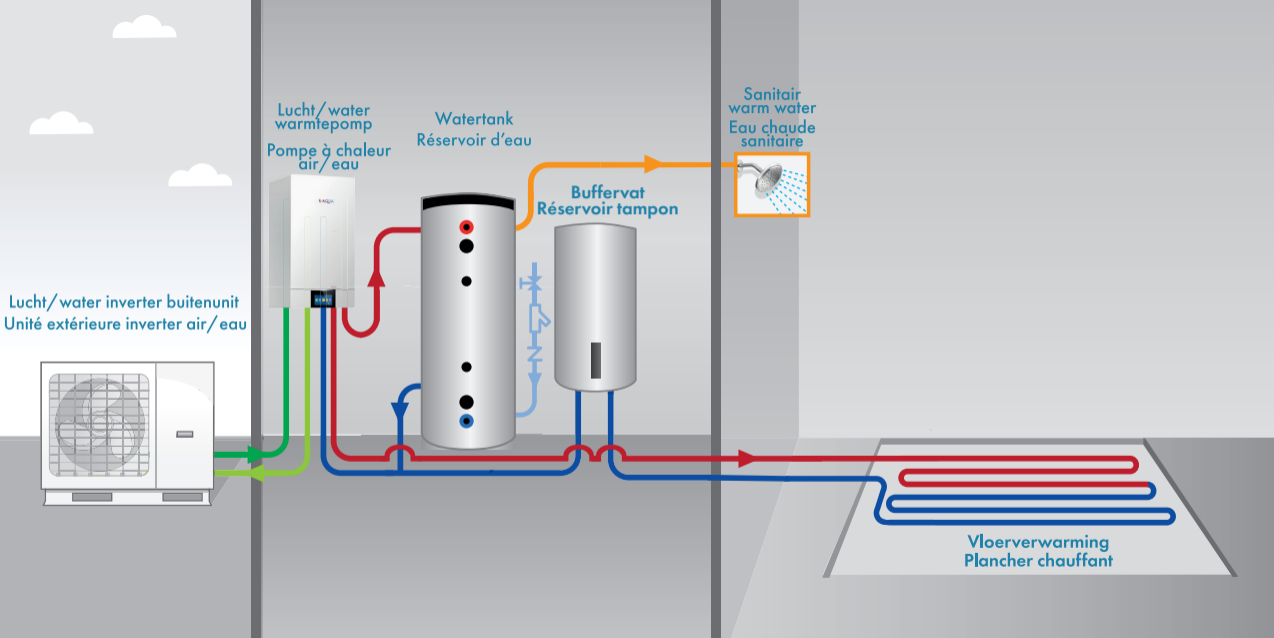 Lucht/water
warmtepomp
Pompe à chaleur
air/eau
Watertank
Réservoir d'eau
Sanitair
warm water
Eau chaude
sanitaire
Buffervat
Réservoir tampon
Lucht/water inverter buitenunit
Unité extérieure inverter air/eau
Vloerverwarming
Plancher chauffant